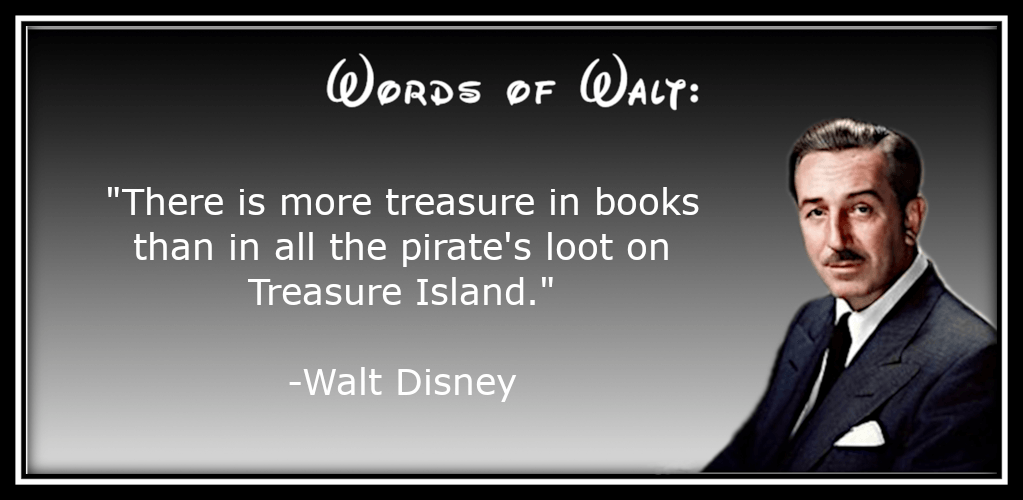 Words of Walt:
"There is more treasure in books
than in all the pirate's loot on
Treasure Island."
-Walt Disney